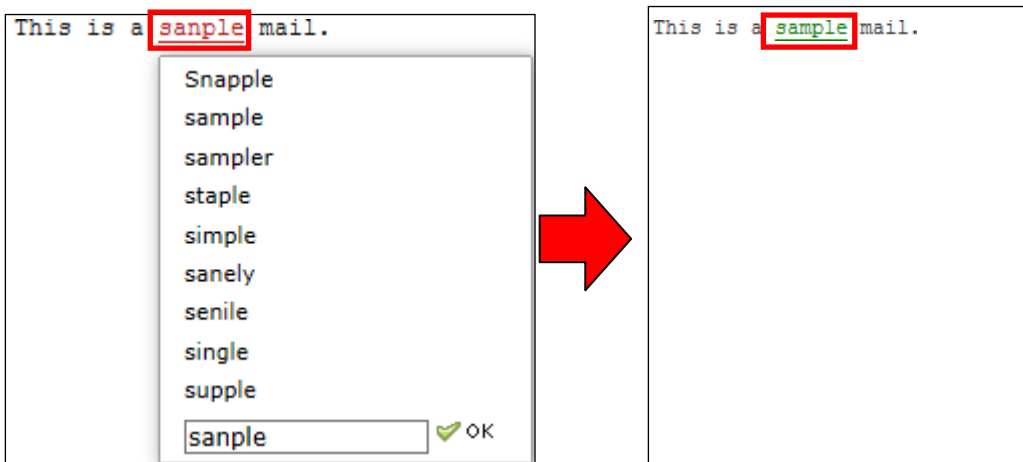 This is a sanple mail.
Snapple
sample
sampler
staple
simple
sanely
senile
single
supple
sanple OK
This is a sample mail.